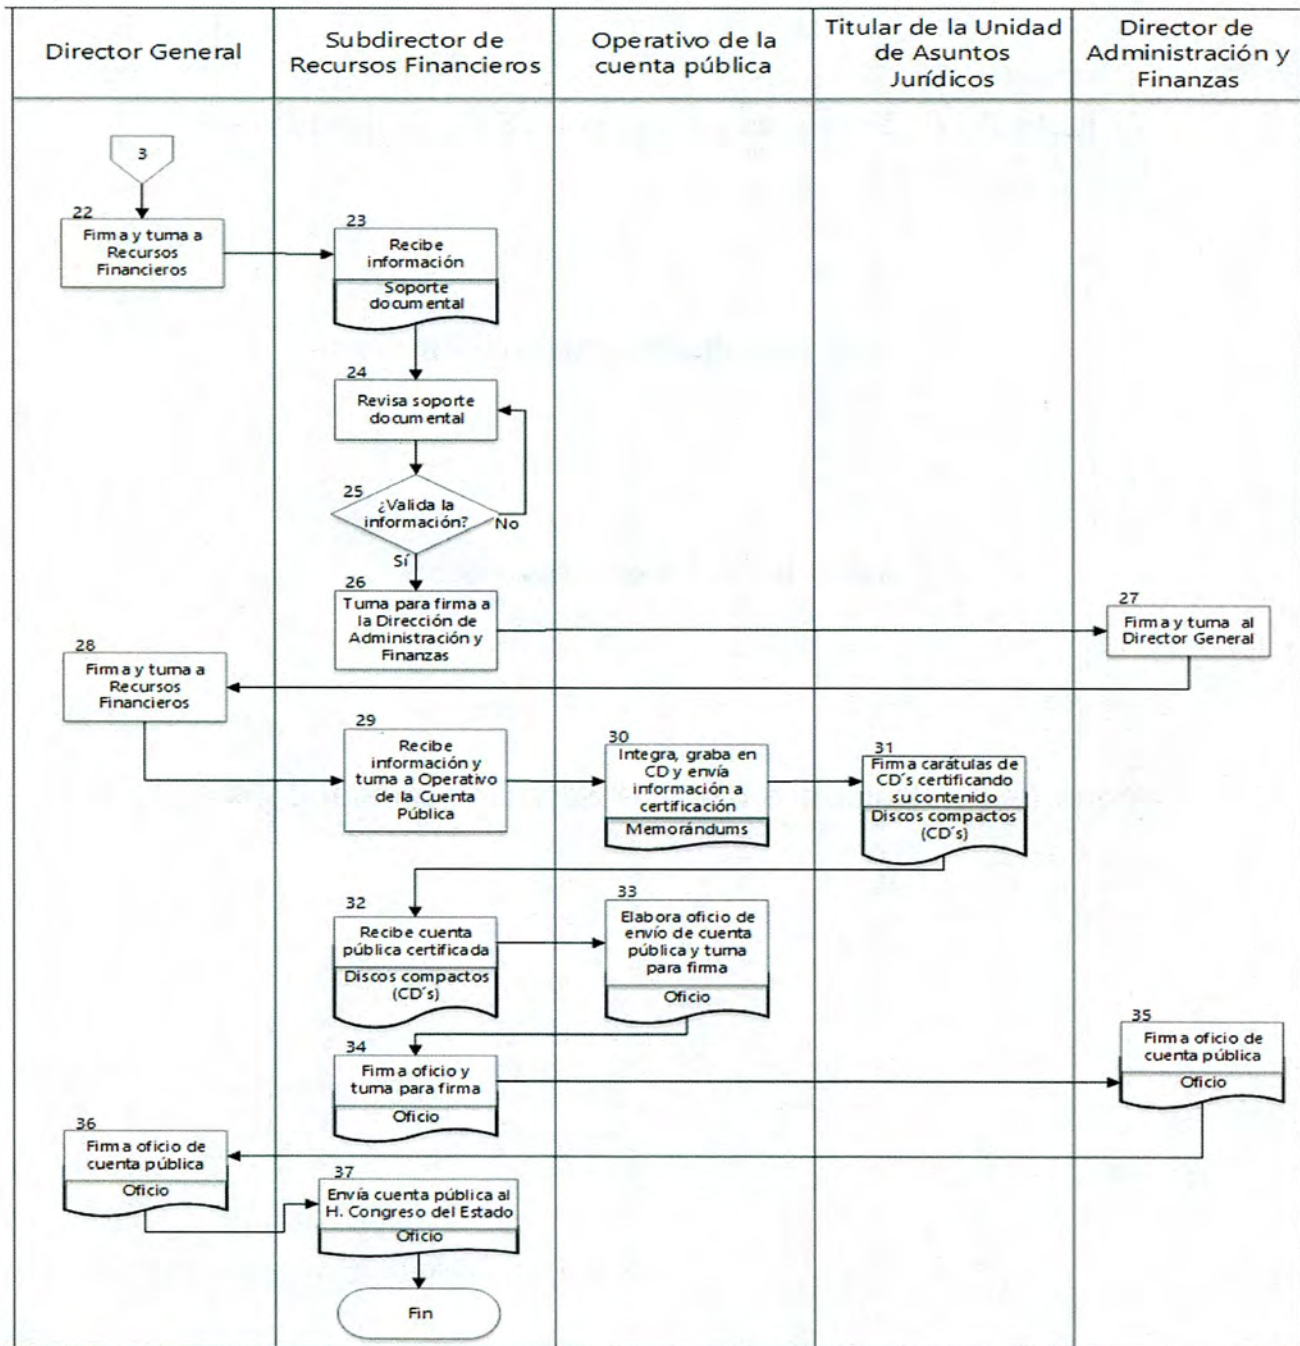 Director General
Subdirector de
Recursos Financieros
Operativo de la
cuenta pública
Titular de la Unidad
de Asuntos
Jurídicos
Director de
Administración y
Finanzas
3
22
Firma y turna a
Recursos
Financieros
23
Recibe
información
Soporte
documental
24
Revisa soporte
documental
25
¿Valida la
información?
No
Sí
26
Turna para firma a
la Dirección de
Administración y
Finanzas
27
Firma y turna al
Director General
28
Firma y turna a
Recursos
Financieros
29
Recibe
información y
turna a Operativo
de la Cuenta
Pública
30
Integra, graba en
CD y envía
información a
certificación
Memorándums
31
Firma carátulas de
CD´s certificando
su contenido
Discos compactos
(CD´s)
32
Recibe cuenta
pública certificada
Discos compactos
(CD´s)
33
Elabora oficio de
envío de cuenta
pública y turna
para firma
Oficio
34
Firma oficio y
turna para firma
Oficio
35
Firma oficio de
cuenta pública
Oficio
36
Firma oficio de
cuenta pública
Oficio
37
Envía cuenta pública al
H. Congreso del Estado
Oficio
Fin